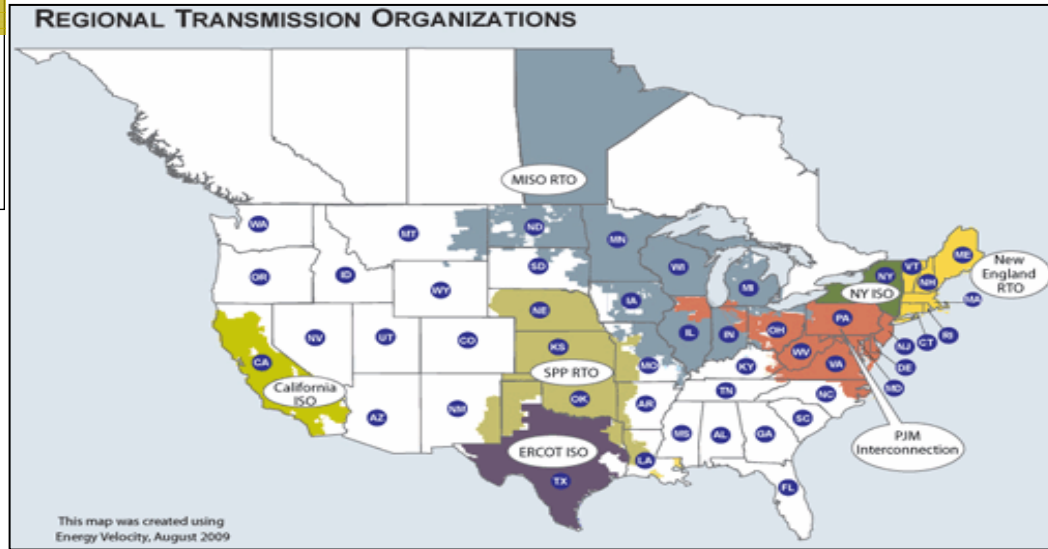 REGIONAL TRANSMISSION ORGANIZATIONS
MISO RTO
WA
MT
ND
MN
ME
New
England
RTO
VT
NY
NH
OR
ID
SD
WI
MI
NY ISO
MA
WY
IA
NE
PA
RI
CT
NJ
NV
UT
CO
KS
IL
IN
OH
WV
VA
DE
MD
CA
California
ISO
SPP RTO
MO
KY
AZ
NM
OK
AR
TN
NC
SC
PJM
Interconnection
ERCOT ISO
MS
AL
GA
LA
TX
FL
This map was created using
Energy Velocity, August 2009